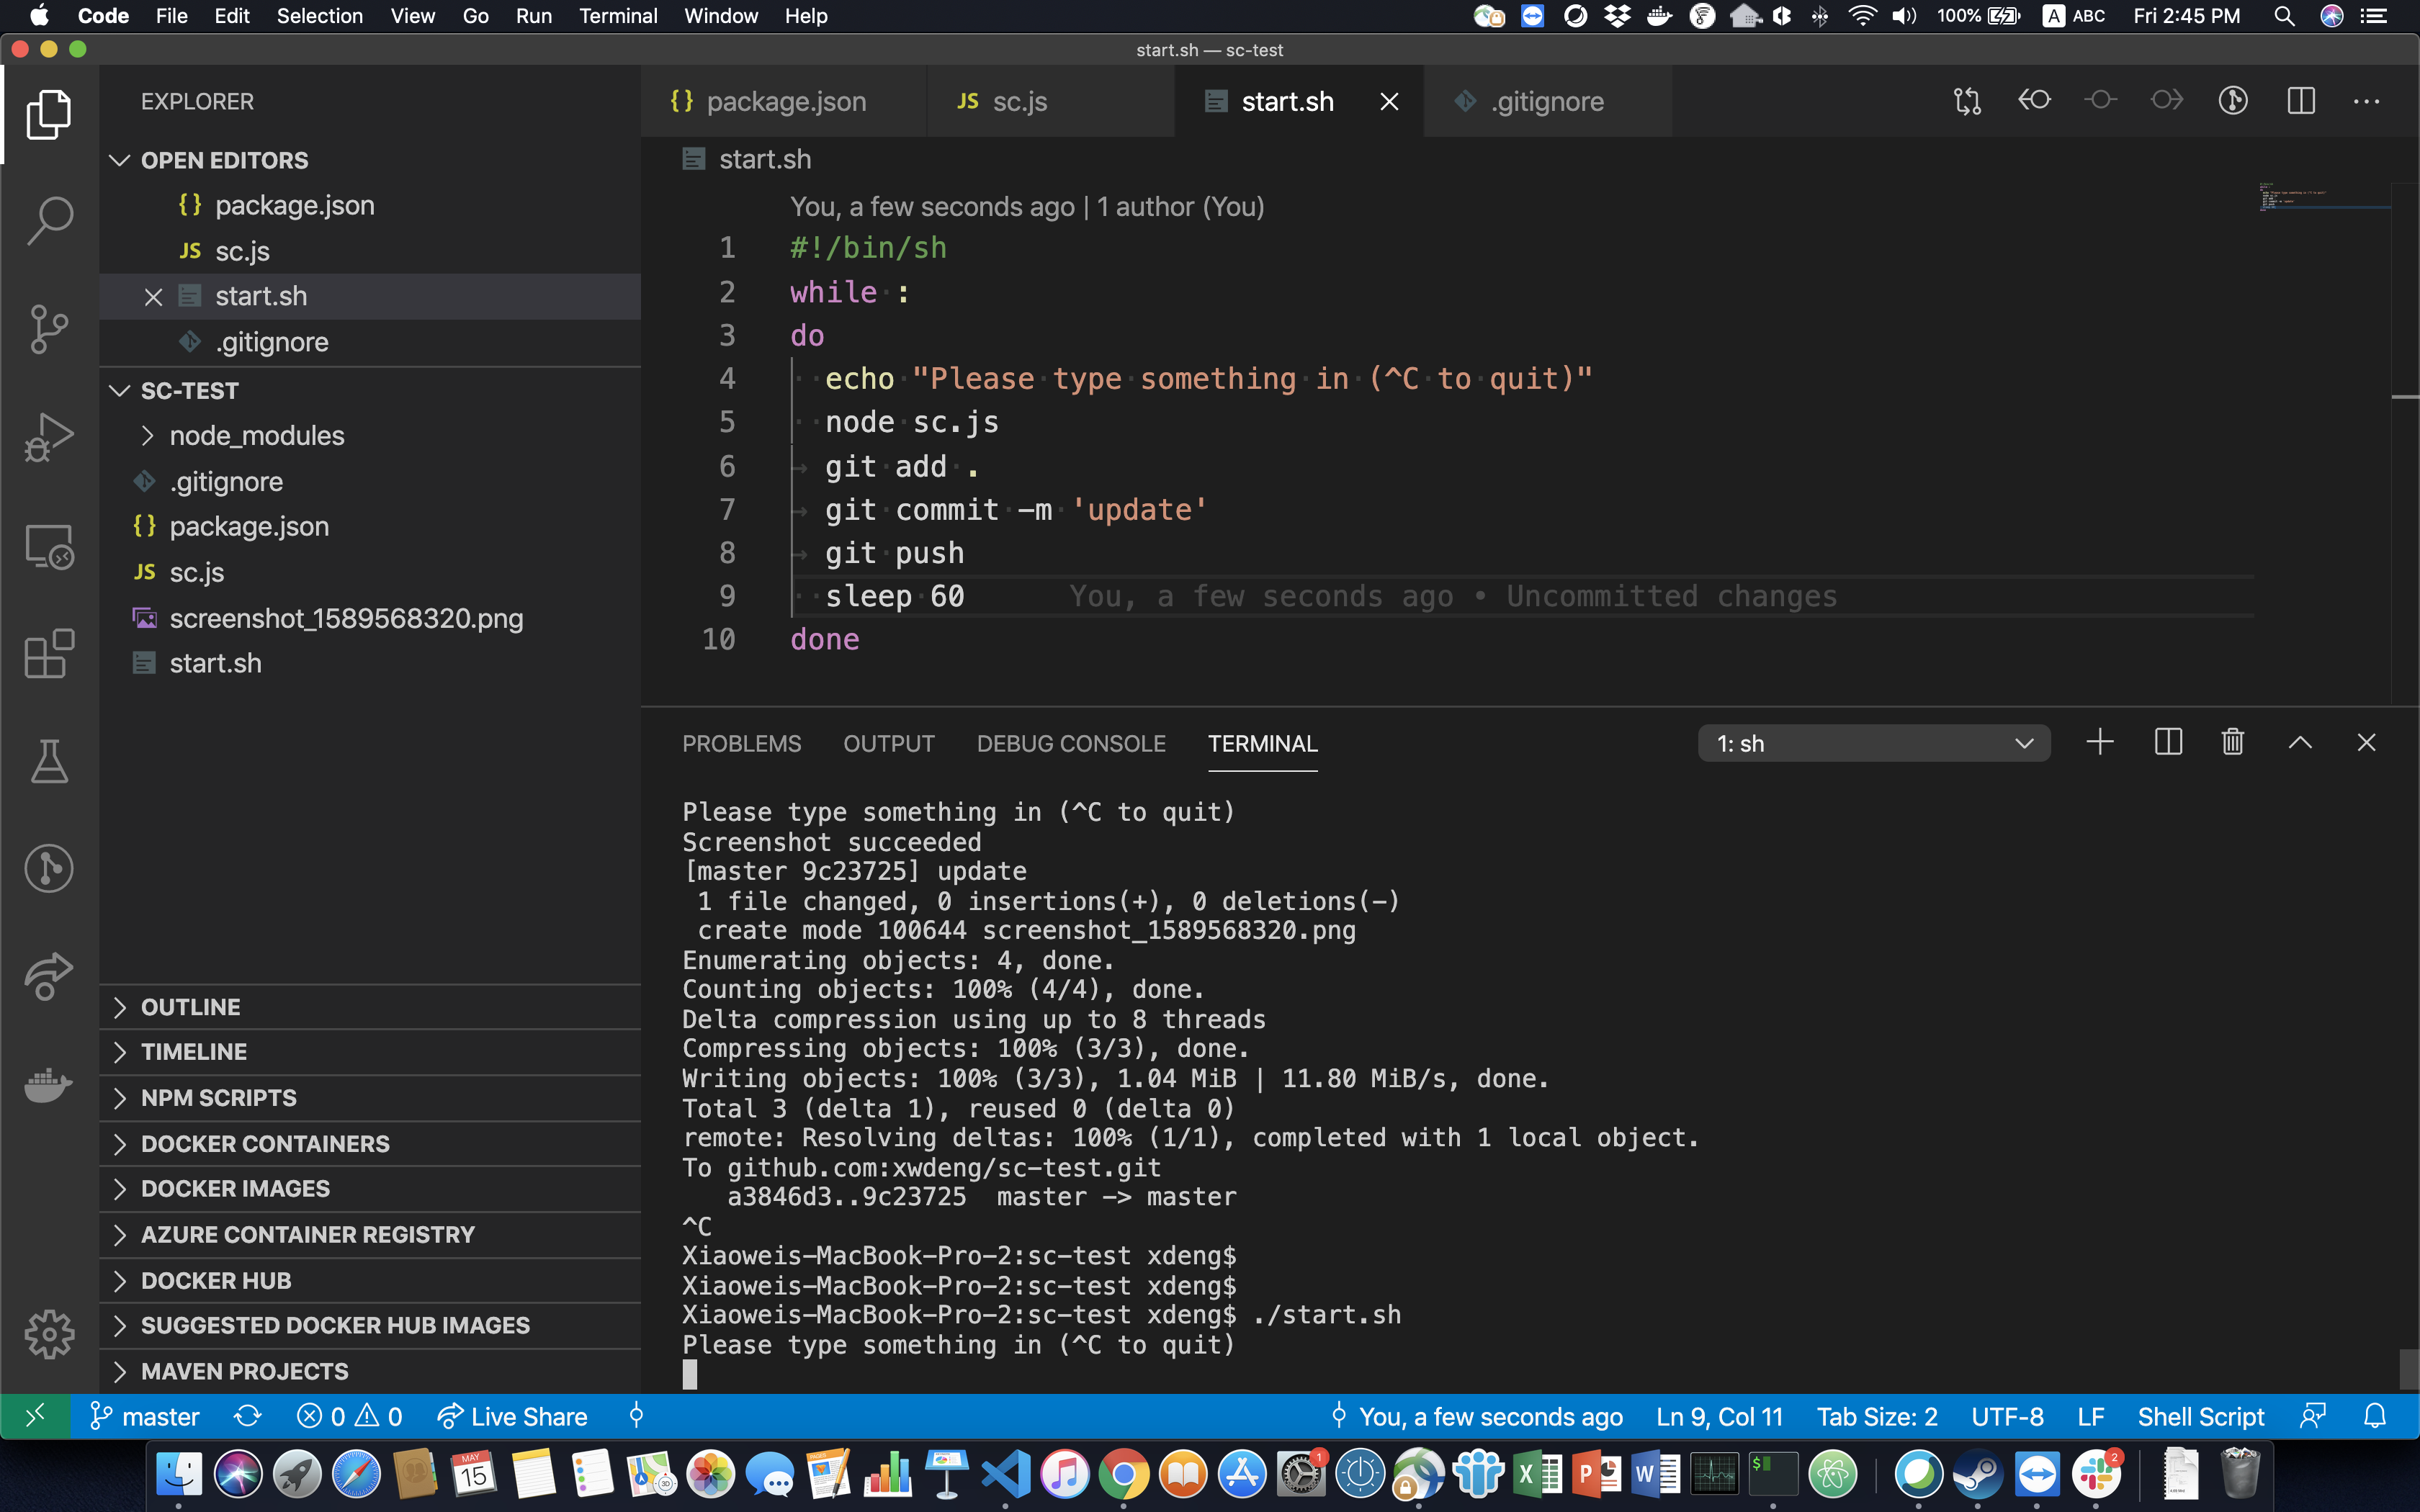 Code File Edit Selection View Go Run Terminal Window Help 100% A ABC Fri 2:45 PM
start.sh — sc-test
EXPLORER
OPEN EDITORS
{} package.json
JS sc.js
start.sh
.gitignore
SC-TEST
node_modules
.gitignore
{} package.json
JS sc.js
screenshot_1589568320.png
start.sh
OUTLINE
TIMELINE
NPM SCRIPTS
DOCKER CONTAINERS
DOCKER IMAGES
AZURE CONTAINER REGISTRY
DOCKER HUB
SUGGESTED DOCKER HUB IMAGES
MAVEN PROJECTS
{} package.json JS sc.js start.sh .gitignore
start.sh
You, a few seconds ago | 1 author (You)
1 #!/bin/sh
2 while :
3 do
4 echo "Please type something in (^C to quit)"
5 node sc.js
6 git add .
7 git commit -m 'update'
8 git push
9 sleep 60 You, a few seconds ago • Uncommitted changes
10 done
PROBLEMS OUTPUT DEBUG CONSOLE TERMINAL 1: sh
Please type something in (^C to quit)
Screenshot succeeded
[master 9c23725] update
1 file changed, 0 insertions(+), 0 deletions(-)
create mode 100644 screenshot_1589568320.png
Enumerating objects: 4, done.
Counting objects: 100% (4/4), done.
Delta compression using up to 8 threads
Compressing objects: 100% (3/3), done.
Writing objects: 100% (3/3), 1.04 MiB | 11.80 MiB/s, done.
Total 3 (delta 1), reused 0 (delta 0)
remote: Resolving deltas: 100% (1/1), completed with 1 local object.
To github.com:xwdeng/sc-test.git
a3846d3..9c23725 master -> master
^C
Xiaoweis-MacBook-Pro-2:sc-test xdeng$
Xiaoweis-MacBook-Pro-2:sc-test xdeng$
Xiaoweis-MacBook-Pro-2:sc-test xdeng$ ./start.sh
Please type something in (^C to quit)
master 0 0 Live Share You, a few seconds ago Ln 9, Col 11 Tab Size: 2 UTF-8 LF Shell Script
MAY 15 3D 1 X P W $ 2